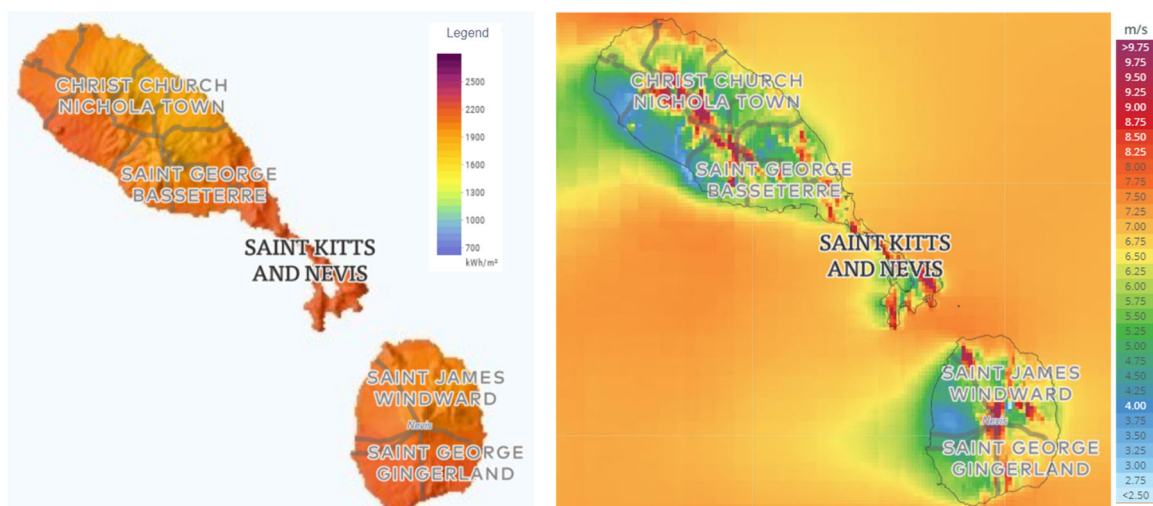 CHRIST CHURCH
NICHOLA TOWN
SAINT GEORGE
BASSETERRE
SAINT KITTS
AND NEVIS
SAINT JAMES
WINDWARD
Nevis
SAINT GEORGE
GINGERLAND
Legend
2500
2200
1900
1600
1300
1000
700
kWh/m²
CHRIST CHURCH
NICHOLA TOWN
SAINT GEORGE
BASSETERRE
SAINT KITTS
AND NEVIS
SAINT JAMES
WINDWARD
Nevis
SAINT GEORGE
GINGERLAND
m/s
>9.75
9.75
9.50
9.25
9.00
8.75
8.50
8.25
8.00
7.75
7.50
7.25
7.00
6.75
6.50
6.25
6.00
5.75
5.50
5.25
5.00
4.75
4.50
4.25
4.00
3.75
3.50
3.25
3.00
2.75
<2.50